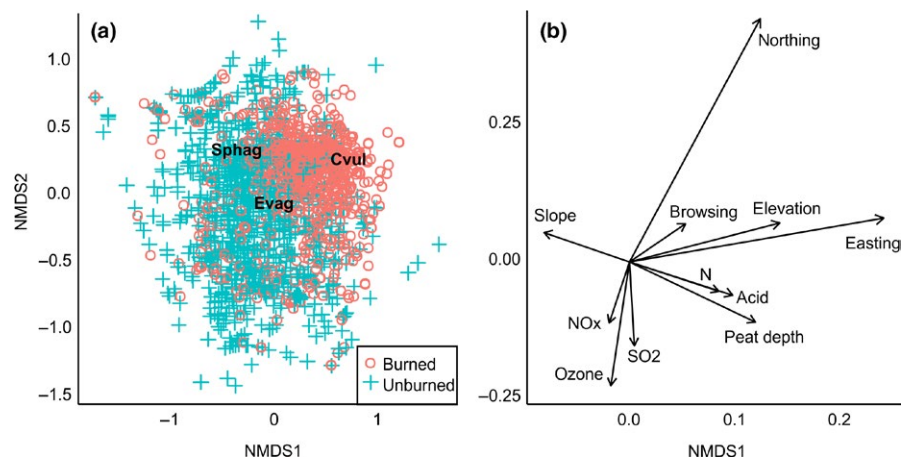 (a)
NMDS2
1.0
0.5
0.0
−0.5
−1.0
−1.5
Sphag
Cvul
Evag
Burned
Unburned
−1
0
1
NMDS1
(b)
0.25
0.00
−0.25
Northing
Slope
Browsing
Elevation
Easting
N
Acid
NOx
Peat depth
SO2
Ozone
0.0
0.1
0.2
NMDS1